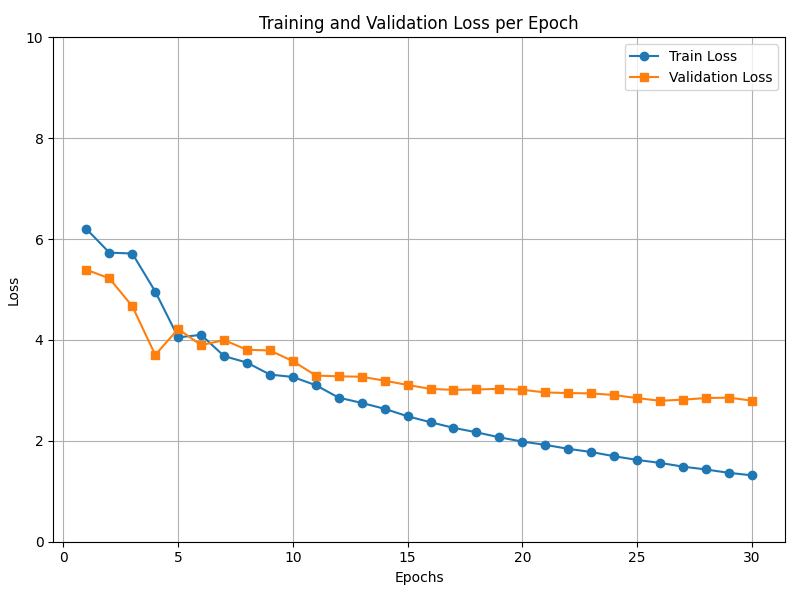 Training and Validation Loss per Epoch
Train Loss
Validation Loss
Loss
10
8
6
4
2
0
0 5 10 15 20 25 30
Epochs